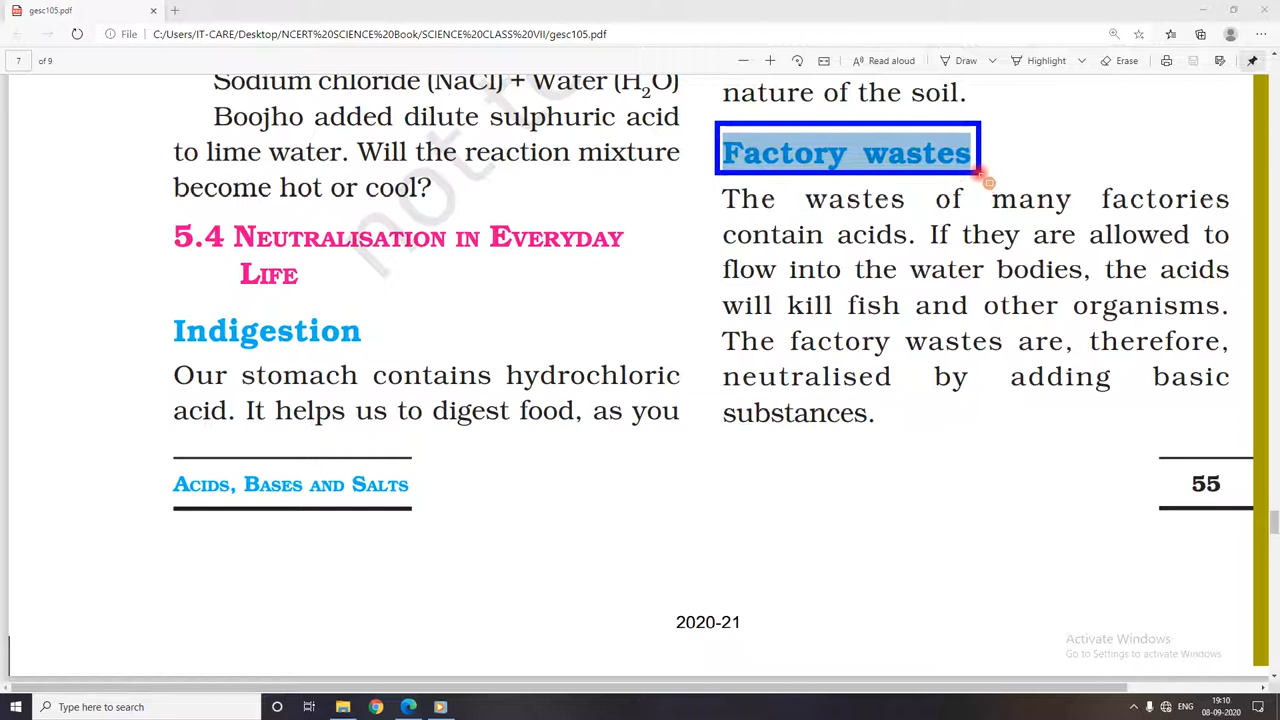 gesc105.pdf
File
C:/Users/IT-CARE/Desktop/NCERT%20SCIENCE%20Book/SCIENCE%20CLASS%20VII/gesc105.pdf
7 of 9
Read aloud
Draw
Highlight
Erase
Sodium chloride (NaCl) + Water (H2O)
Boojho added dilute sulphuric acid
to lime water. Will the reaction mixture
become hot or cool?
5.4 NEUTRALISATION IN EVERYDAY
LIFE
Indigestion
Our stomach contains hydrochloric
acid. It helps us to digest food, as you
ACIDS, BASES AND SALTS
nature of the soil.
Factory wastes
The wastes of many factories
contain acids. If they are allowed to
flow into the water bodies, the acids
will kill fish and other organisms.
The factory wastes are, therefore,
neutralised by adding basic
substances.
55
not
2020-21
Activate Windows
Go to Settings to activate Windows.
Type here to search
ENG
19:10
08-09-2020